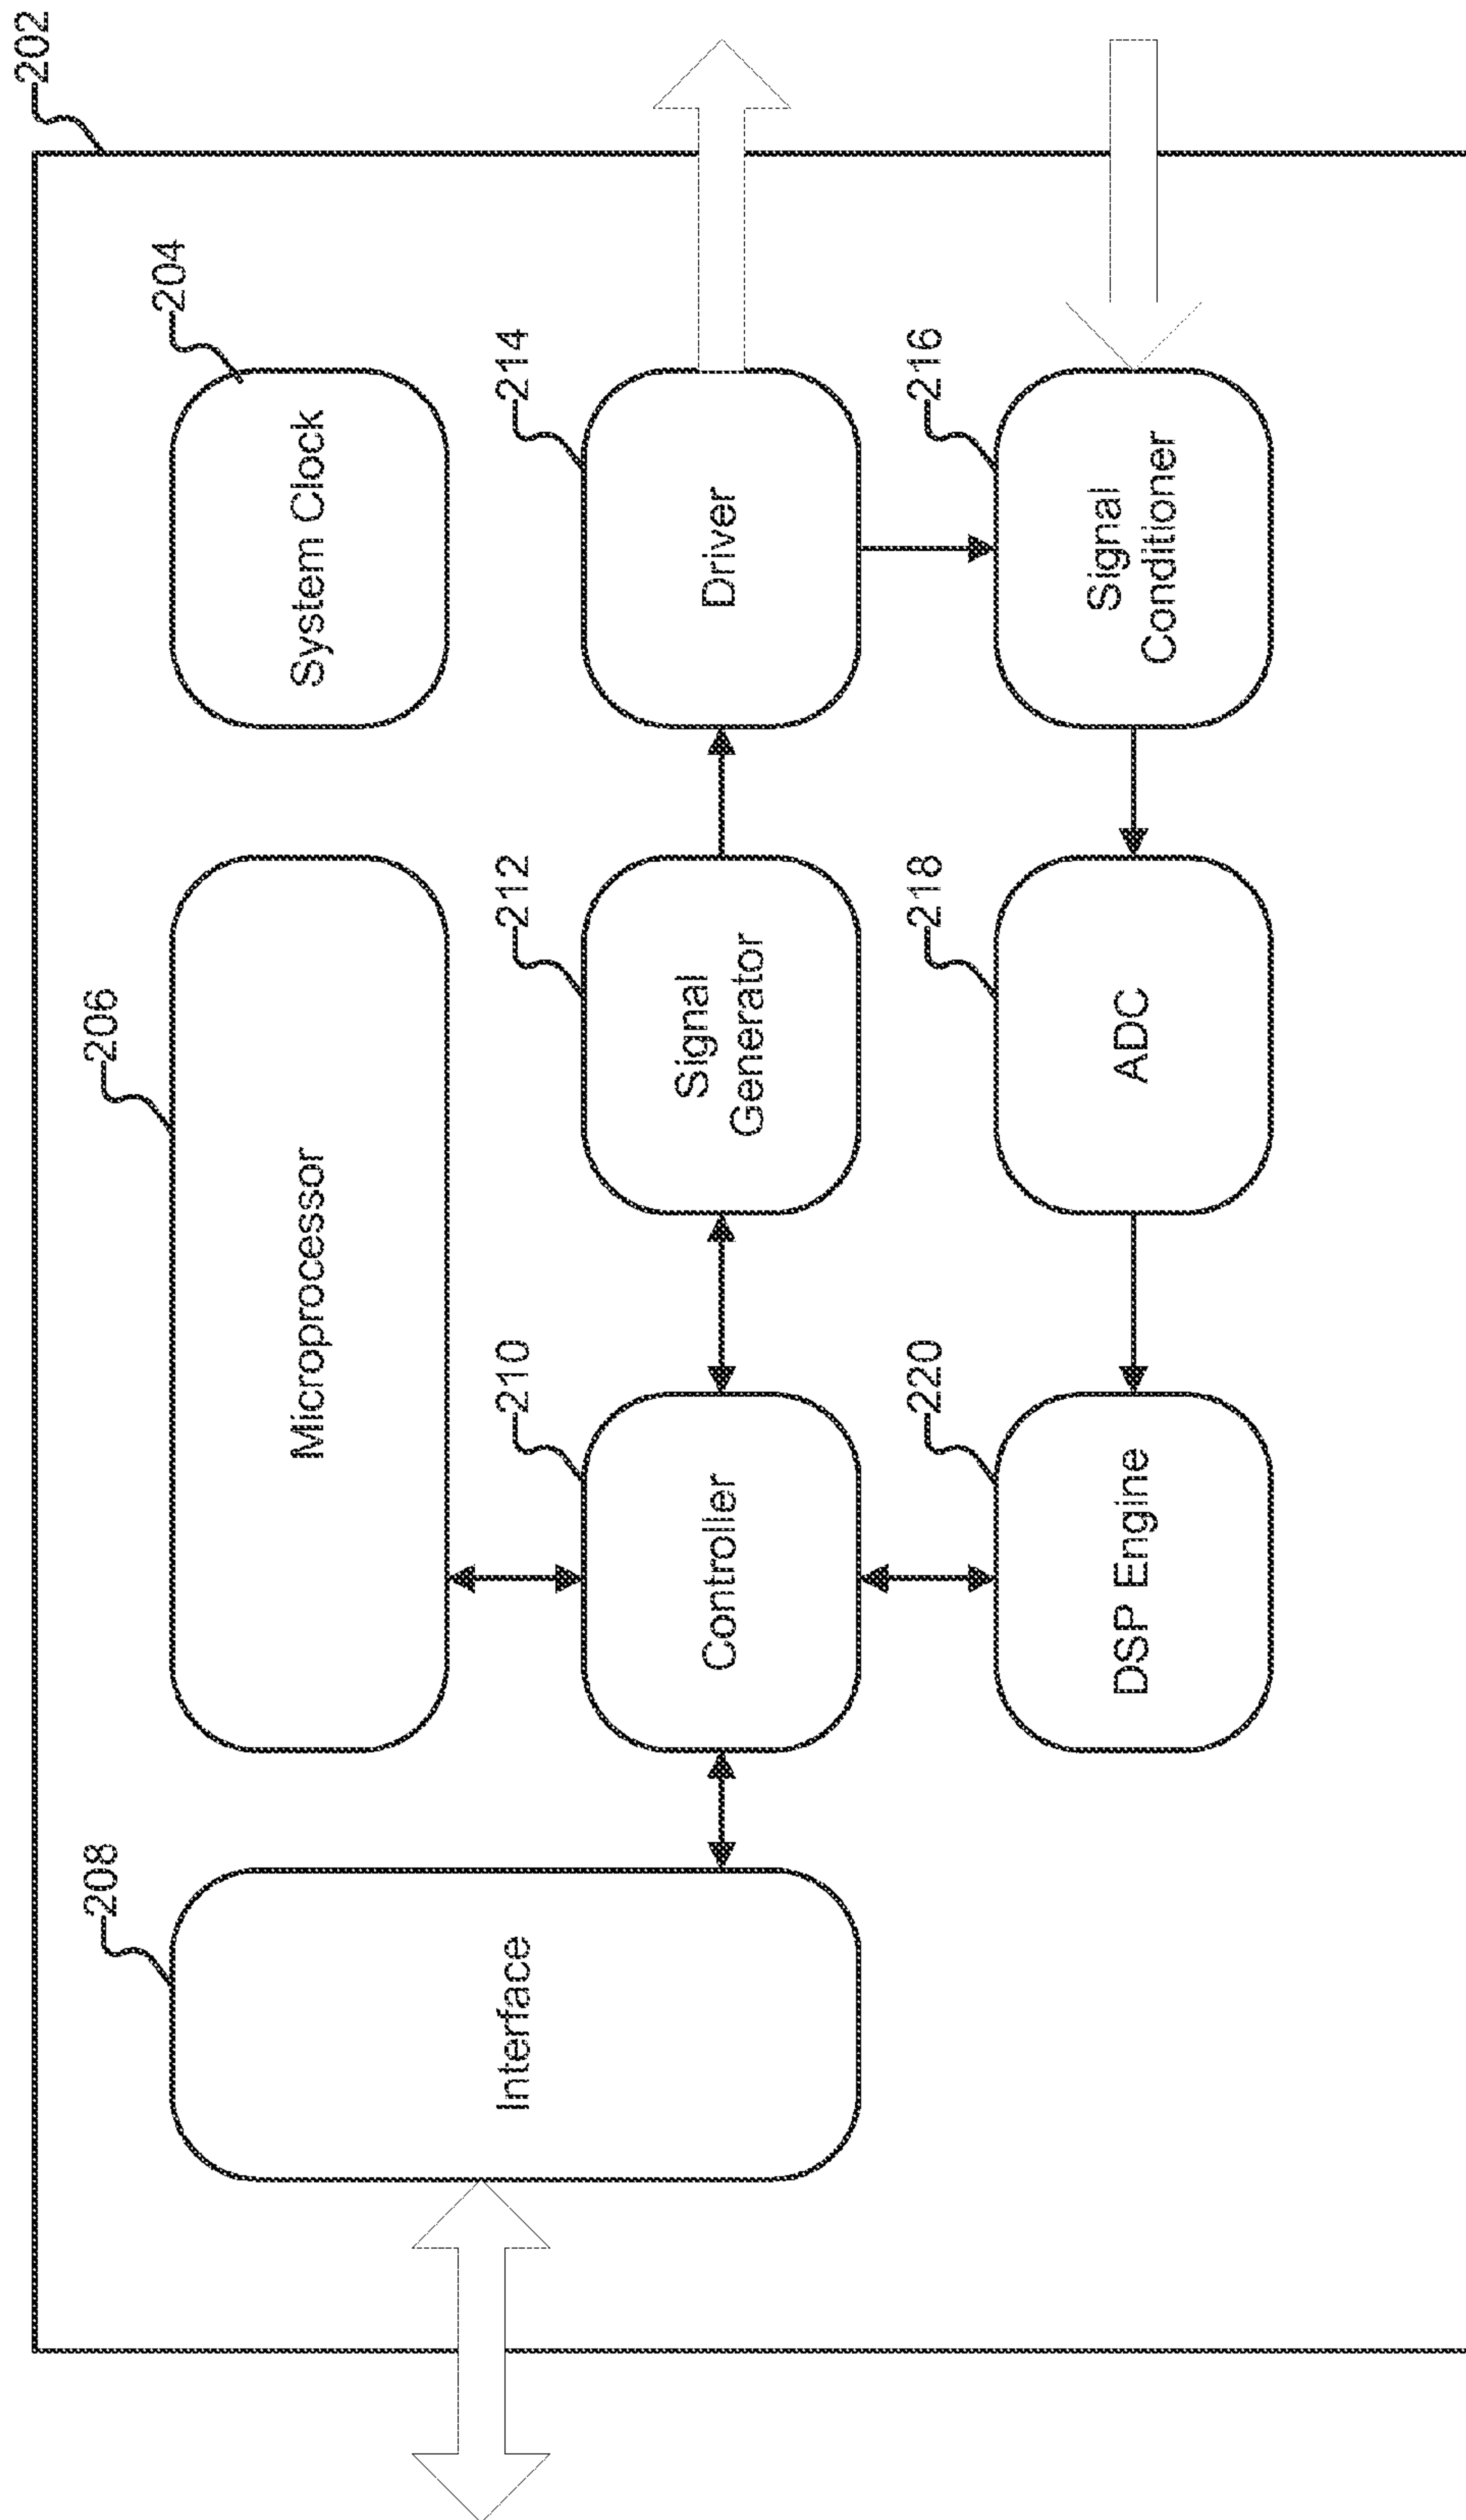 202
204
System Clock
206
Microprocessor
208
Interface
210
Controller
212
Signal
Generator
214
Driver
216
Signal
Conditioner
218
ADC
220
DSP Engine